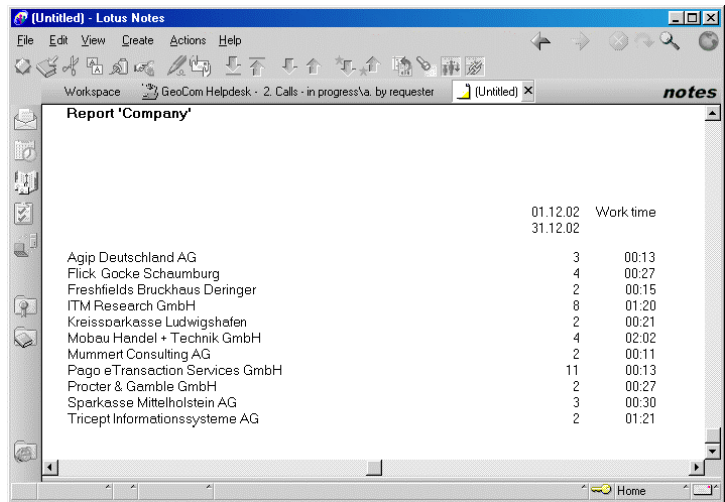 (Untitled) - Lotus Notes
File Edit View Create Actions Help
Workspace GeoCom Helpdesk - 2. Calls - in progress\a. by requester (Untitled) notes
Report 'Company'
01.12.02 Work time
31.12.02
Agip Deutschland AG 3 00:13
Flick Gocke Schaumburg 4 00:27
Freshfields Bruckhaus Deringer 2 00:15
ITM Research GmbH 8 01:20
Kreissparkasse Ludwigshafen 2 00:21
Mobau Handel + Technik GmbH 4 02:02
Mummert Consulting AG 2 00:11
Pago eTransaction Services GmbH 11 00:13
Procter & Gamble GmbH 2 00:27
Sparkasse Mittelholstein AG 3 00:30
Tricept Informationssysteme AG 2 01:21
Home